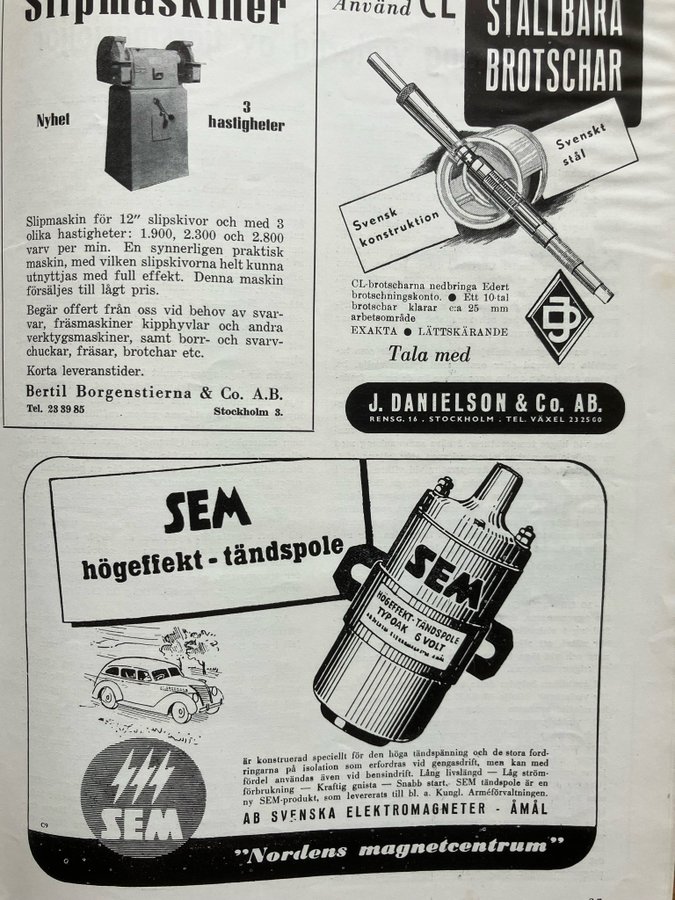 Slipmaskiner
Nyhet
3
hastigheter
Slipmaskin för 12" slipskivor och med 3
olika hastigheter: 1.900, 2.300 och 2.800
varv per min. En synnerligen praktisk
maskin, med vilken slipskivorna helt kunna
utnyttjas med full effekt. Denna maskin
försäljes till lågt pris.
Begär offert från oss vid behov av svar-
var, fräsmaskiner kipphyvlar och andra
verktygsmaskiner, samt borr- och svarv-
chuckar, fräsar, brotchar etc.
Korta leveranstider.
Bertil Borgenstierna & Co. A.B.
Tel. 23 39 85 Stockholm 3.
Använd CL
STÄLLBARA
BROTSCHAR
Svenskt
stål
Svensk
konstruktion
CL-brotscharna nedbringa Edert
brotschningskonto. ● Ett 10-tal
brotschar klarar c:a 25 mm
arbetsområde
EXAKTA ● LÄTTSKÄRANDE
Tala med
J. DANIELSON & Co. AB.
RENSG. 16 . STOCKHOLM . TEL. VÄXEL 232560
SEM
högeffekt - tändspole
SEM
HÖGEFFEKT-TÄNDSPOLE
TYP OAK 6 VOLT
är konstruerad speciellt för den höga tändspänning och de stora ford-
ringarna på isolation som erfordras vid gengasdrift, men kan med
fördel användas även vid bensindrift. Lång livslängd — Låg ström-
förbrukning — Kraftig gnista — Snabb start. SEM tändspole är en
ny SEM-produkt, som levererats till bl. a. Kungl. Arméförvaltningen.
AB SVENSKA ELEKTROMAGNETER - ÅMÅL
SEM
C9
"Nordens magnetcentrum"